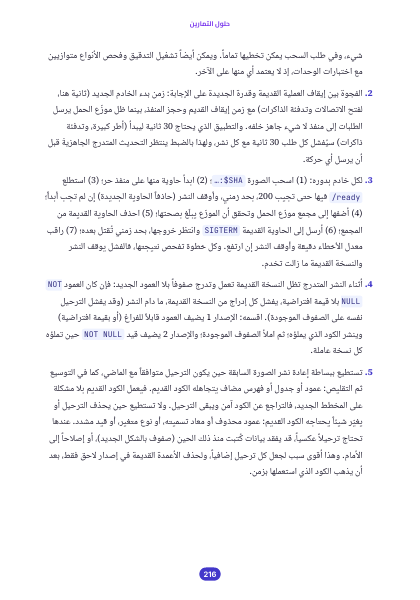 حلول التمارين
شيء، وفي طلب السحب يمكن تخطيها تماماً. ويمكن أيضاً تشغيل التدقيق وفحص الأنواع متوازيين
مع اختبارات الوحدات، إذ لا يعتمد أي منها على الآخر.
2. الفجوة بين إيقاف العملية القديمة وقدرة الجديدة على الإجابة: زمن بدء الخادم الجديد (ثانية هنا،
لفتح الاتصالات وتدفئة الذاكرات) مع زمن إيقاف القديم وحجز المنفذ، بينما ظل موزّع الحمل يرسل
الطلبات إلى منفذ لا شيء جاهز خلفه. والتطبيق الذي يحتاج 30 ثانية ليبدأ (أطر كبيرة، وتدفئة
ذاكرات) سيُفشل كل طلب 30 ثانية مع كل نشر، ولهذا بالضبط ينتظر التحديث المتدرج الجاهزية قبل
أن يرسل أي حركة.
3. لكل خادم بدوره: (1) اسحب الصورة :$SHA…؛ (2) ابدأ حاوية منها على منفذ حر؛ (3) استطلع
/ready فيها حتى تجيب 200، بحد زمني، وأوقف النشر (حاذفاً الحاوية الجديدة) إن لم تجب أبداً؛
(4) أضفها إلى مجمع موزع الحمل وتحقق أن الموزّع يبلّغ بصحتها؛ (5) احذف الحاوية القديمة من
المجمع؛ (6) أرسل إلى الحاوية القديمة SIGTERM وانتظر خروجها، بحد زمني تُقتل بعده؛ (7) راقب
معدل الأخطاء دقيقة وأوقف النشر إن ارتفع. وكل خطوة تفحص نتيجتها، فالفشل يوقف النشر
والنسخة القديمة ما زالت تخدم.
4. أثناء النشر المتدرج تظل النسخة القديمة تعمل وتدرج صفوفاً بلا العمود الجديد: فإن كان العمود NOT
NULL بلا قيمة افتراضية، يفشل كل إدراج من النسخة القديمة، ما دام النشر (وقد يفشل الترحيل
نفسه على الصفوف الموجودة). اقسمه: الإصدار 1 يضيف العمود قابلاً للفراغ (أو بقيمة افتراضية)
وينشر الكود الذي يملؤه؛ ثم املأ الصفوف الموجودة؛ والإصدار 2 يضيف قيد NOT NULL حين تملؤه
كل نسخة عاملة.
5. تستطيع ببساطة إعادة نشر الصورة السابقة حين يكون الترحيل متوافقاً مع الماضي، كما في التوسيع
ثم التقليص: عمود أو جدول أو فهرس مضاف يتجاهله الكود القديم. فيعمل الكود القديم بلا مشكلة
على المخطط الجديد، فالتراجع عن الكود آمن ويبقى الترحيل. ولا تستطيع حين يحذف الترحيل أو
يغيّر شيئاً يحتاجه الكود القديم: عمود محذوف أو معاد تسميته، أو نوع متغير، أو قيد مشدد. عندها
تحتاج ترحيلاً عكسياً، قد يفقد بيانات كُتبت منذ ذلك الحين (صفوف بالشكل الجديد)، أو إصلاحاً إلى
الأمام. وهذا أقوى سبب لجعل كل ترحيل إضافياً، ولحذف الأعمدة القديمة في إصدار لاحق فقط، بعد
أن يذهب الكود الذي استعملها بزمن.
216